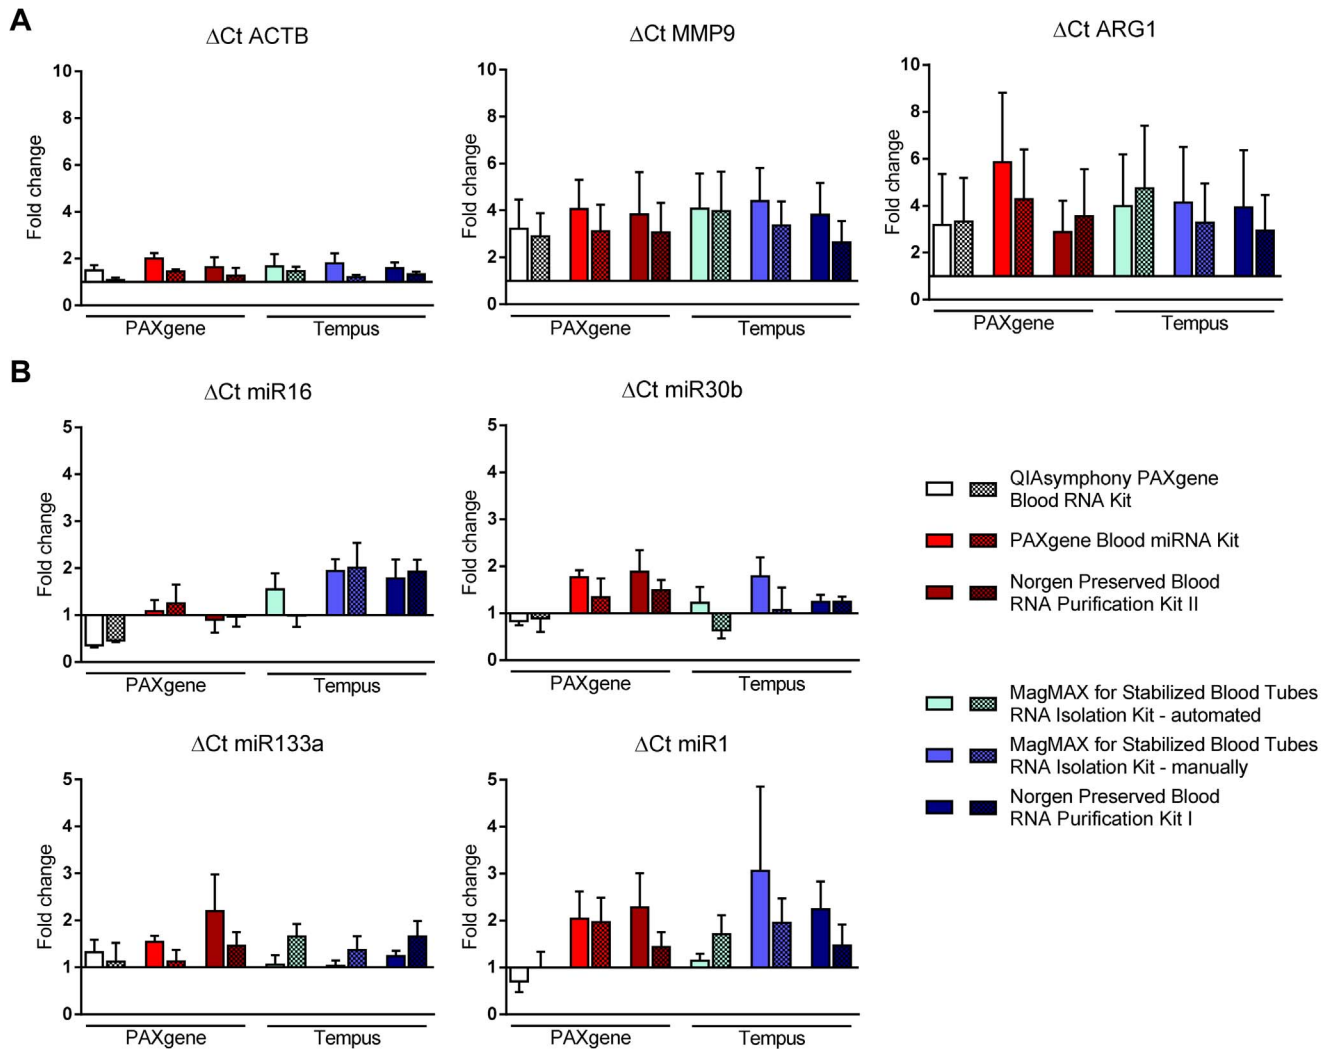 A
ΔCt ACTB
10
8
6
4
2
0
Fold change
PAXgene
Tempus
ΔCt MMP9
10
8
6
4
2
0
Fold change
PAXgene
Tempus
ΔCt ARG1
10
8
6
4
2
0
Fold change
PAXgene
Tempus
B
ΔCt miR16
5
4
3
2
1
0
Fold change
PAXgene
Tempus
ΔCt miR30b
5
4
3
2
1
0
Fold change
PAXgene
Tempus
QIAsymphony PAXgene
Blood RNA Kit
PAXgene Blood miRNA Kit
Norgen Preserved Blood
RNA Purification Kit II
MagMAX for Stabilized Blood Tubes
RNA Isolation Kit - automated
MagMAX for Stabilized Blood Tubes
RNA Isolation Kit - manually
Norgen Preserved Blood
RNA Purification Kit I
ΔCt miR133a
5
4
3
2
1
0
Fold change
PAXgene
Tempus
ΔCt miR1
5
4
3
2
1
0
Fold change
PAXgene
Tempus